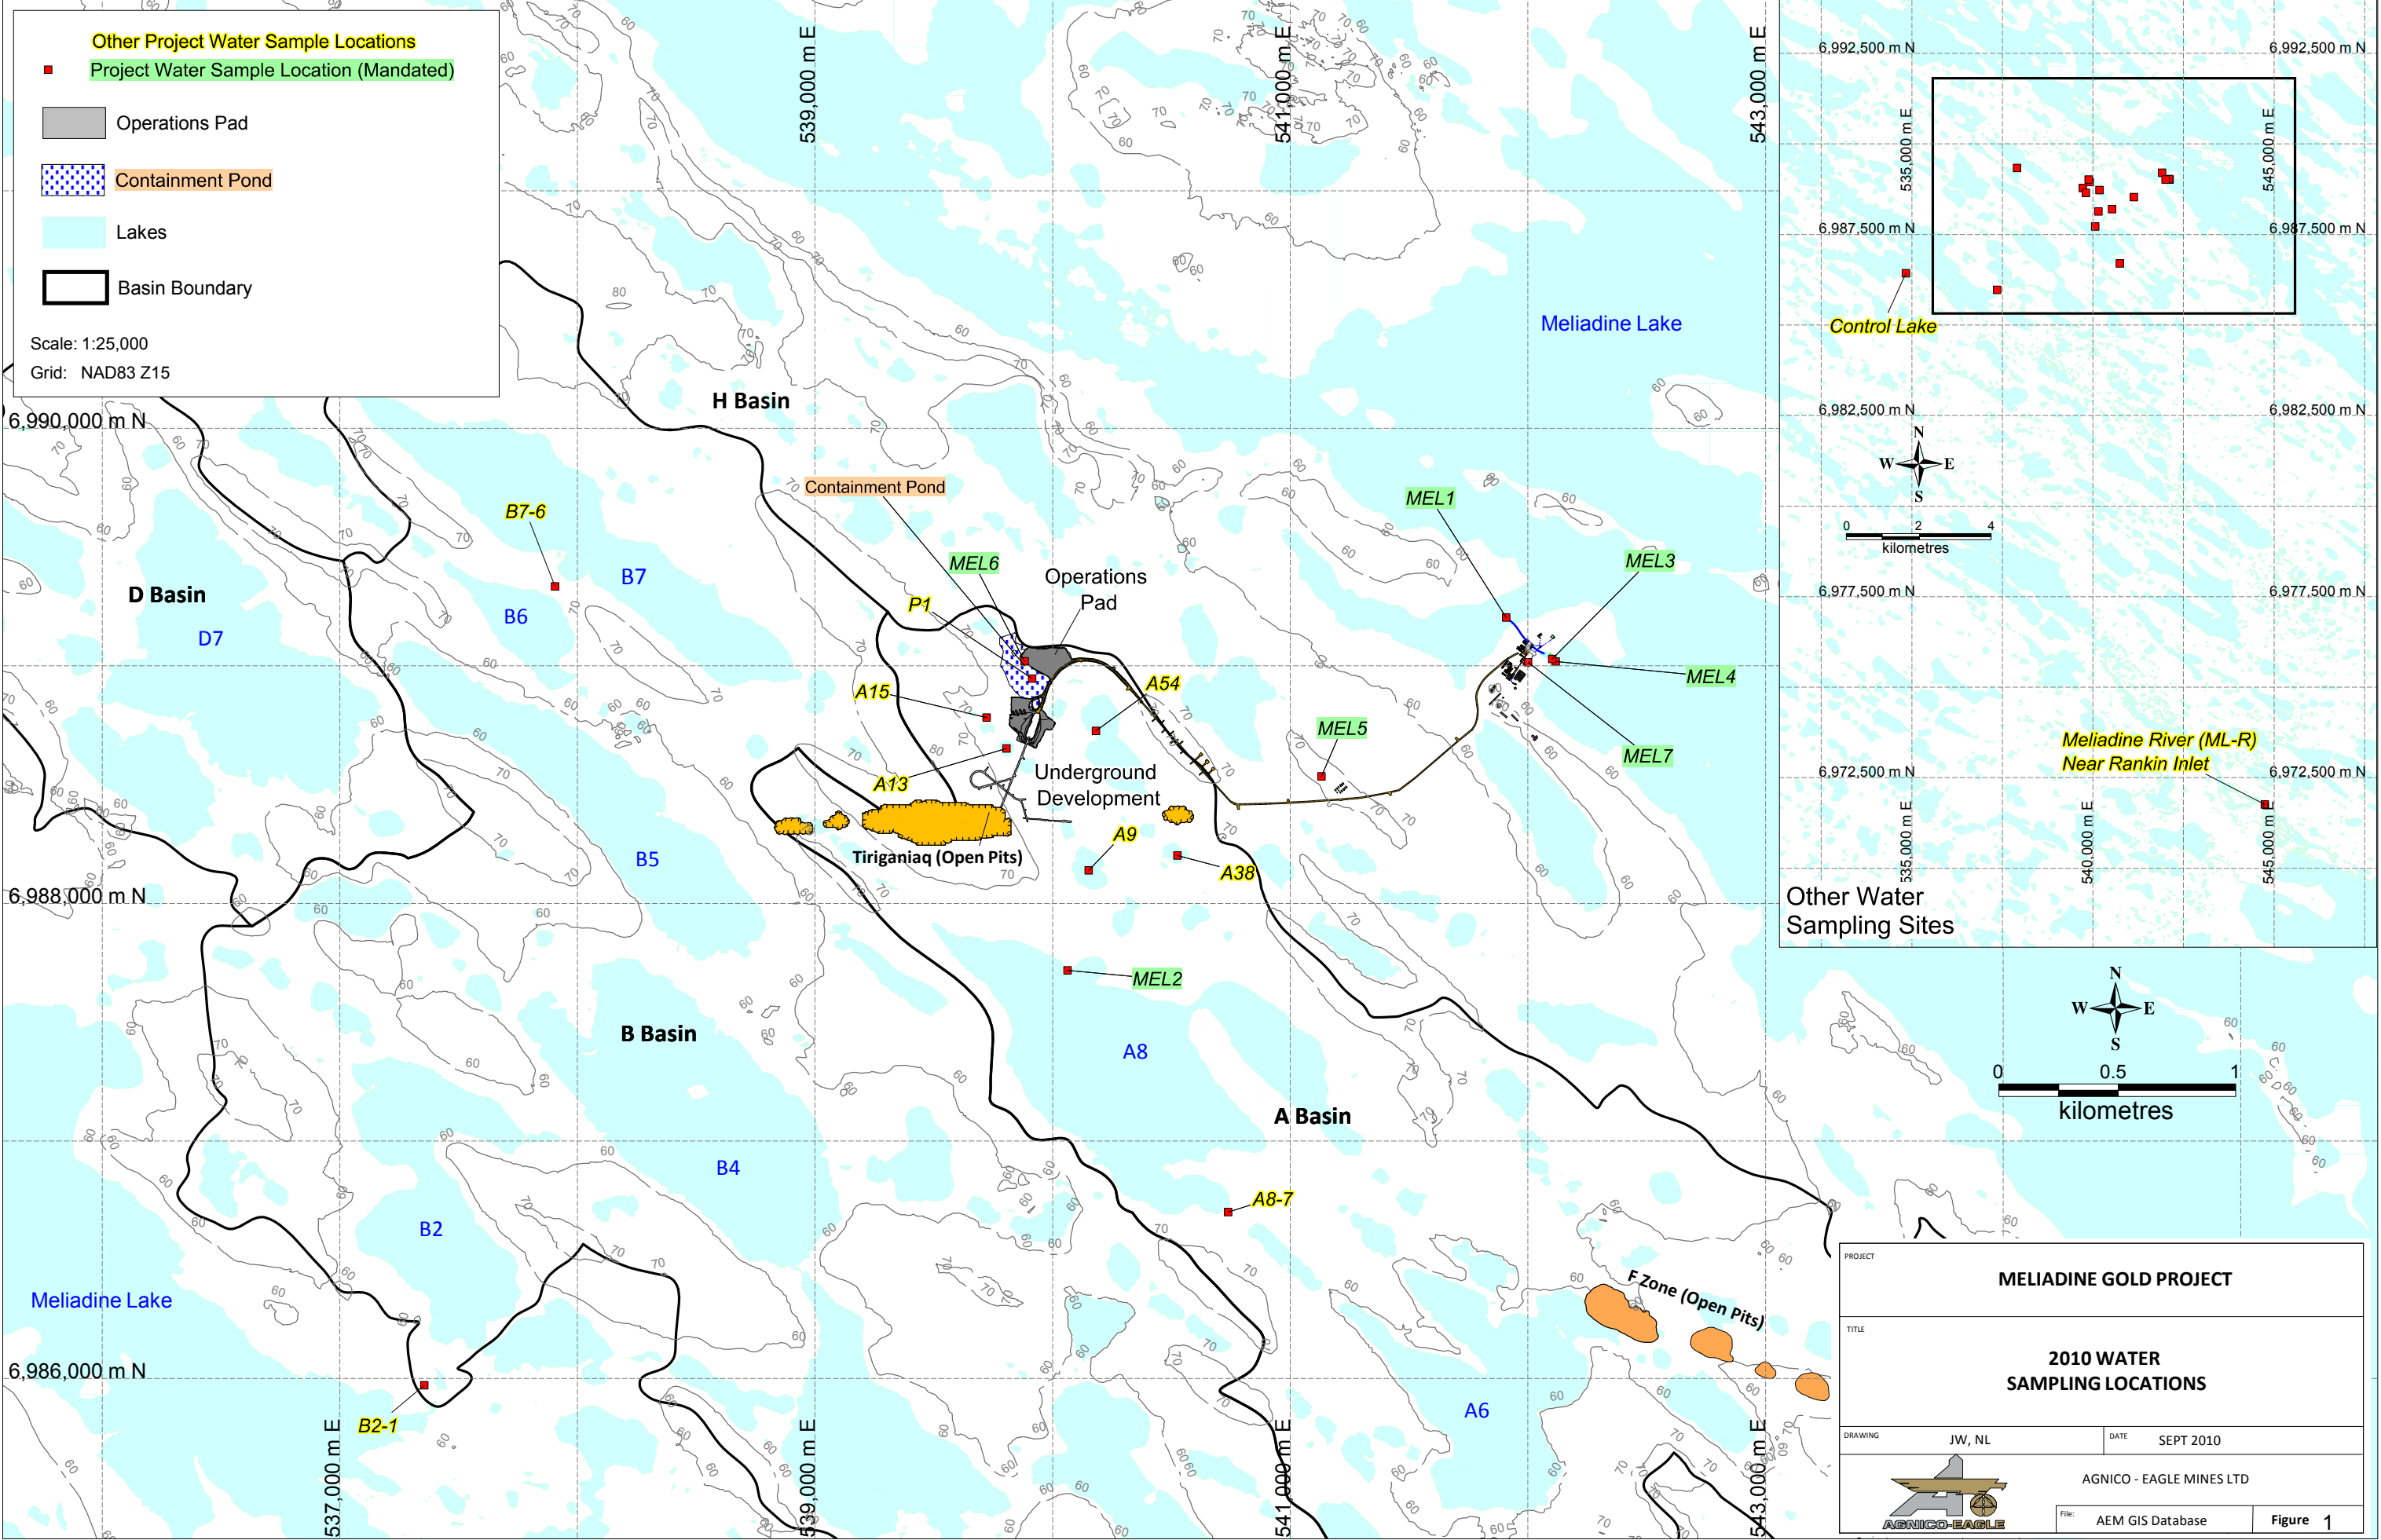 Other Project Water Sample Locations
Project Water Sample Location (Mandated)
Operations Pad
Containment Pond
Lakes
Basin Boundary
Scale: 1:25,000
Grid: NAD83 Z15
539,000 m E
541,000 m E
543,000 m E
6,990,000 m N
6,988,000 m N
6,986,000 m N
537,000 m E
539,000 m E
541,000 m E
543,000 m E
H Basin
Meliadine Lake
Containment Pond
MEL1
B7-6
MEL6
MEL3
Operations
Pad
B7
D Basin
P1
B6
D7
MEL4
A15
A54
MEL5
MEL7
A13
Underground
Development
A9
Tiriganiaq (Open Pits)
B5
A38
MEL2
B Basin
A8
A Basin
B4
A8-7
B2
F Zone (Open Pits)
Meliadine Lake
A6
B2-1
6,992,500 m N
6,992,500 m N
535,000 m E
545,000 m E
6,987,500 m N
6,987,500 m N
Control Lake
6,982,500 m N
6,982,500 m N
N
W
E
S
0 2 4
kilometres
6,977,500 m N
6,977,500 m N
Meliadine River (ML-R)
Near Rankin Inlet
6,972,500 m N
6,972,500 m N
535,000 m E
540,000 m E
545,000 m E
Other Water
Sampling Sites
N
W
E
S
0 0.5 1
kilometres
PROJECT
MELIADINE GOLD PROJECT
TITLE
2010 WATER
SAMPLING LOCATIONS
DRAWING
JW, NL
DATE
SEPT 2010
AGNICO - EAGLE MINES LTD
AGNICO-EAGLE
File:
AEM GIS Database
Figure 1